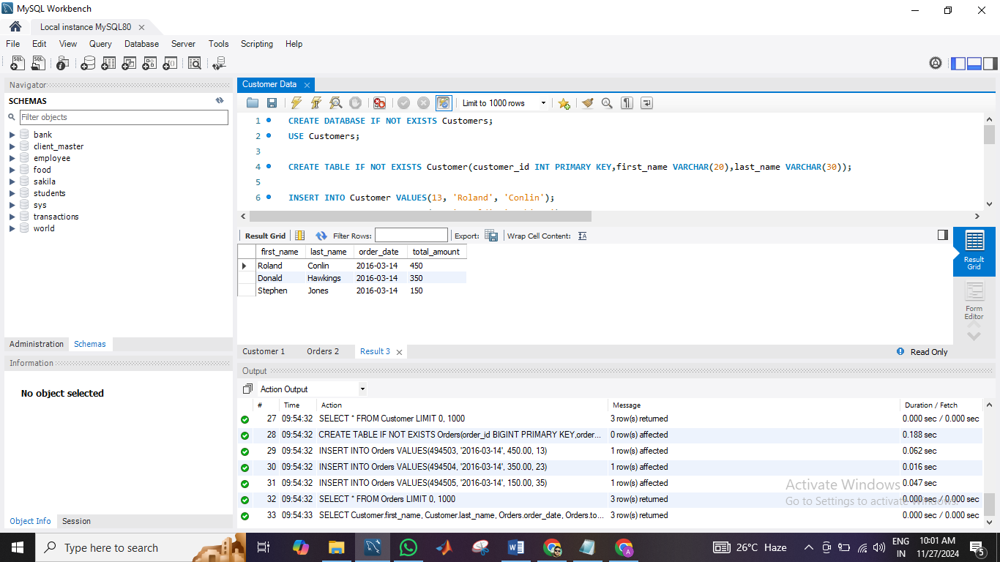 MySQL Workbench
Local instance MySQL80
File Edit View Query Database Server Tools Scripting Help
Navigator
SCHEMAS
Filter objects
bank
client_master
employee
food
sakila
students
sys
transactions
world
Administration Schemas
Information
No object selected
Object Info Session
Customer Data
Limit to 1000 rows
1 CREATE DATABASE IF NOT EXISTS Customers;
2 USE Customers;
3
4 CREATE TABLE IF NOT EXISTS Customer(customer_id INT PRIMARY KEY,first_name VARCHAR(20),last_name VARCHAR(30));
5
6 INSERT INTO Customer VALUES(13, 'Roland', 'Conlin');
Result Grid Filter Rows: Export: Wrap Cell Content:
first_name last_name order_date total_amount
Roland Conlin 2016-03-14 450
Donald Hawkings 2016-03-14 350
Stephen Jones 2016-03-14 150
Result
Grid
Form
Editor
Customer 1 Orders 2 Result 3 Read Only
Output
Action Output
# Time Action Message Duration / Fetch
27 09:54:32 SELECT * FROM Customer LIMIT 0, 1000 3 row(s) returned 0.000 sec / 0.000 sec
28 09:54:32 CREATE TABLE IF NOT EXISTS Orders(order_id BIGINT PRIMARY KEY,order... 0 row(s) affected 0.188 sec
29 09:54:32 INSERT INTO Orders VALUES(494503, '2016-03-14', 450.00, 13) 1 row(s) affected 0.062 sec
30 09:54:32 INSERT INTO Orders VALUES(494504, '2016-03-14', 350.00, 23) 1 row(s) affected 0.016 sec
31 09:54:32 INSERT INTO Orders VALUES(494505, '2016-03-14', 150.00, 35) 1 row(s) affected 0.047 sec
32 09:54:32 SELECT * FROM Orders LIMIT 0, 1000 3 row(s) returned 0.000 sec / 0.000 sec
33 09:54:33 SELECT Customer.first_name, Customer.last_name, Orders.order_date, Orders.to... 3 row(s) returned 0.000 sec / 0.000 sec
Activate Windows
Go to Settings to activate Windows.
Type here to search
26°C Haze
ENG
IN
10:01 AM
11/27/2024
5